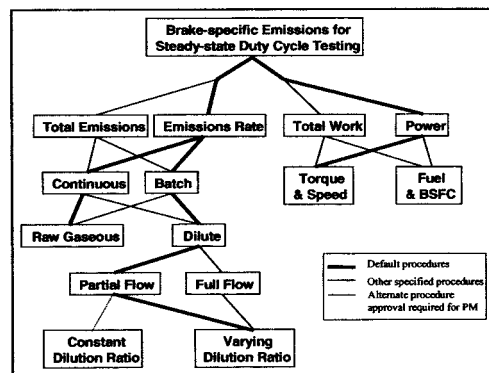 Brake-specific Emissions for
Steady-state Duty Cycle Testing
Total Emissions Emissions Rate Total Work Power
Continuous Batch Torque & Speed Fuel & BSFC
Raw Gaseous Dilute
Partial Flow Full Flow
Constant Dilution Ratio Varying Dilution Ratio
Default procedures
Other specified procedures
Alternate procedure
approval required for PM